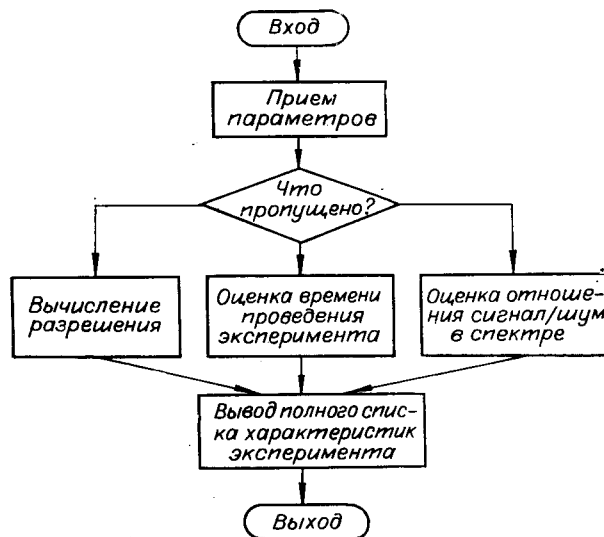 Вход
Прием
параметров
Что
пропущено?
Вычисление
разрешения
Оценка времени
проведения
эксперимента
Оценка отноше-
ния сигнал/шум
в спектре
Вывод полного спис-
ка характеристик
эксперимента
Выход